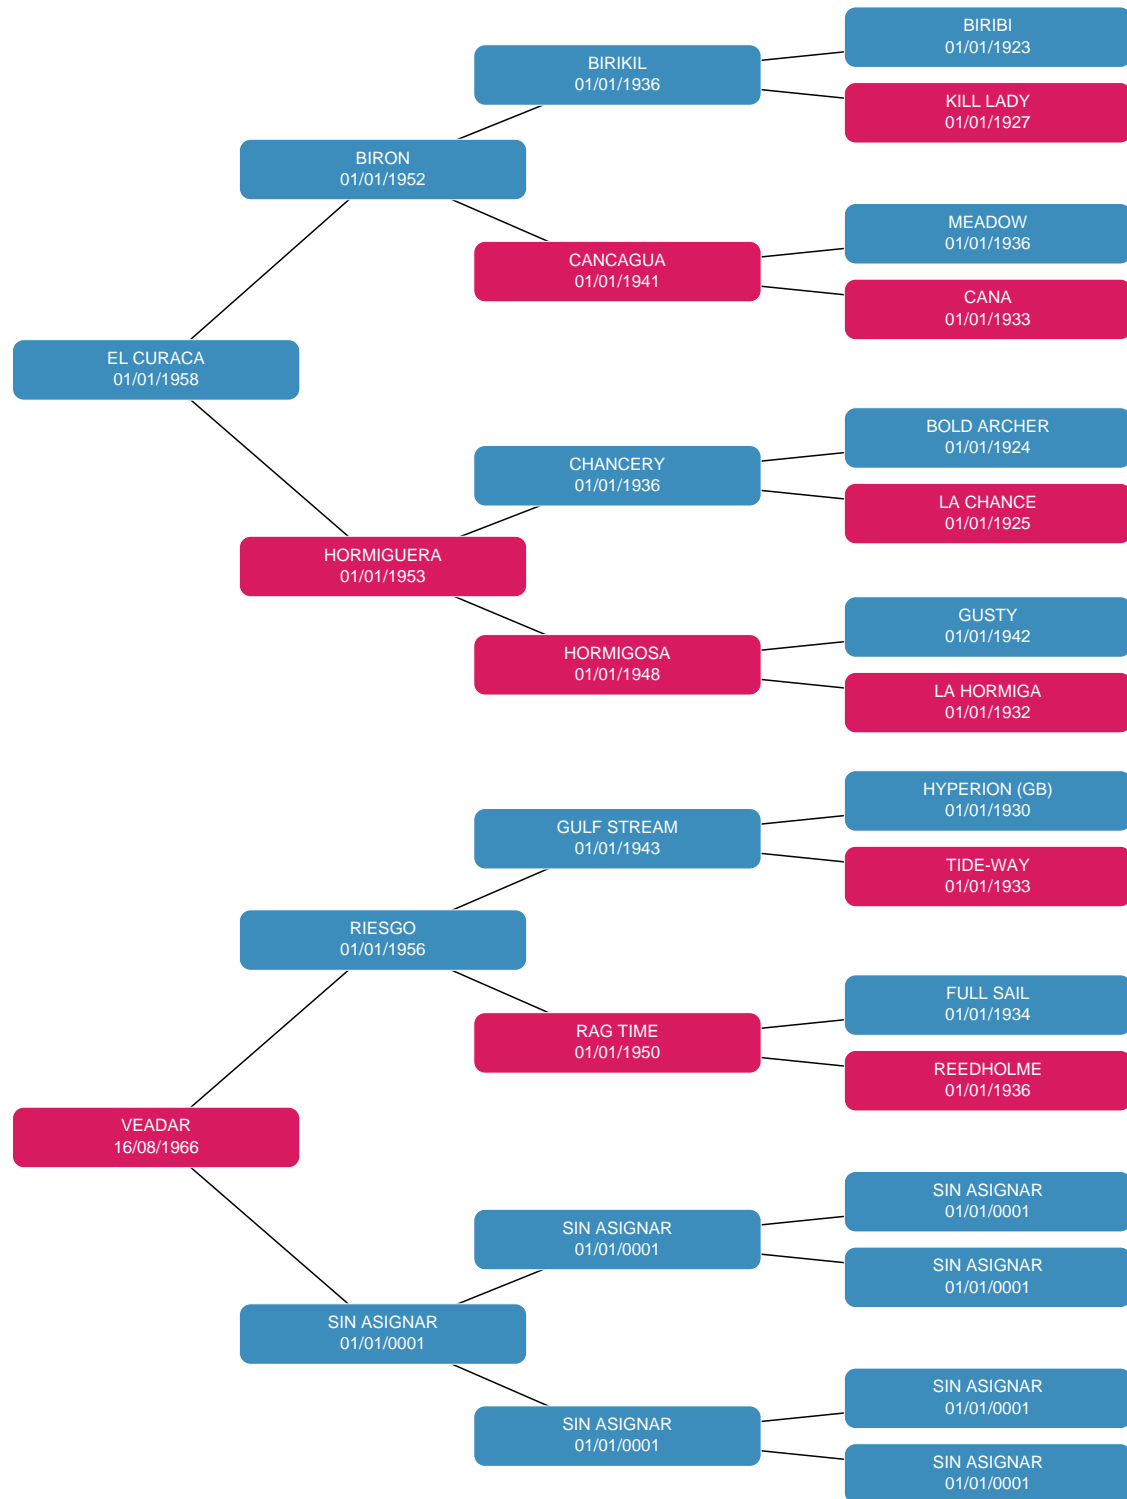 BIRIBI
01/01/1923
BIRIKIL
01/01/1936
KILL LADY
01/01/1927
BIRON
01/01/1952
MEADOW
01/01/1936
CANCAGUA
01/01/1941
CANA
01/01/1933
EL CURACA
01/01/1958
BOLD ARCHER
01/01/1924
CHANCERY
01/01/1936
LA CHANCE
01/01/1925
HORMIGUERA
01/01/1953
GUSTY
01/01/1942
HORMIGOSA
01/01/1948
LA HORMIGA
01/01/1932
HYPERION (GB)
01/01/1930
GULF STREAM
01/01/1943
TIDE-WAY
01/01/1933
RIESGO
01/01/1956
FULL SAIL
01/01/1934
RAG TIME
01/01/1950
REEDHOLME
01/01/1936
VEADAR
16/08/1966
SIN ASIGNAR
01/01/0001
SIN ASIGNAR
01/01/0001
SIN ASIGNAR
01/01/0001
SIN ASIGNAR
01/01/0001
SIN ASIGNAR
01/01/0001
SIN ASIGNAR
01/01/0001
SIN ASIGNAR
01/01/0001